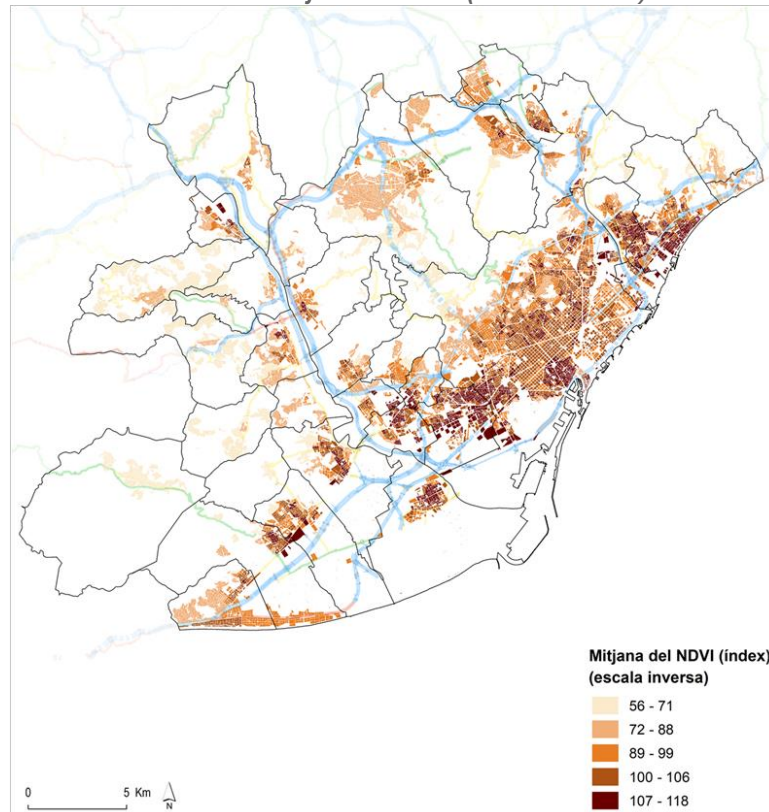 Mitjana del NDVI (índex)
(escala inversa)
56 - 71
72 - 88
89 - 99
100 - 106
107 - 118
0 5 Km
N